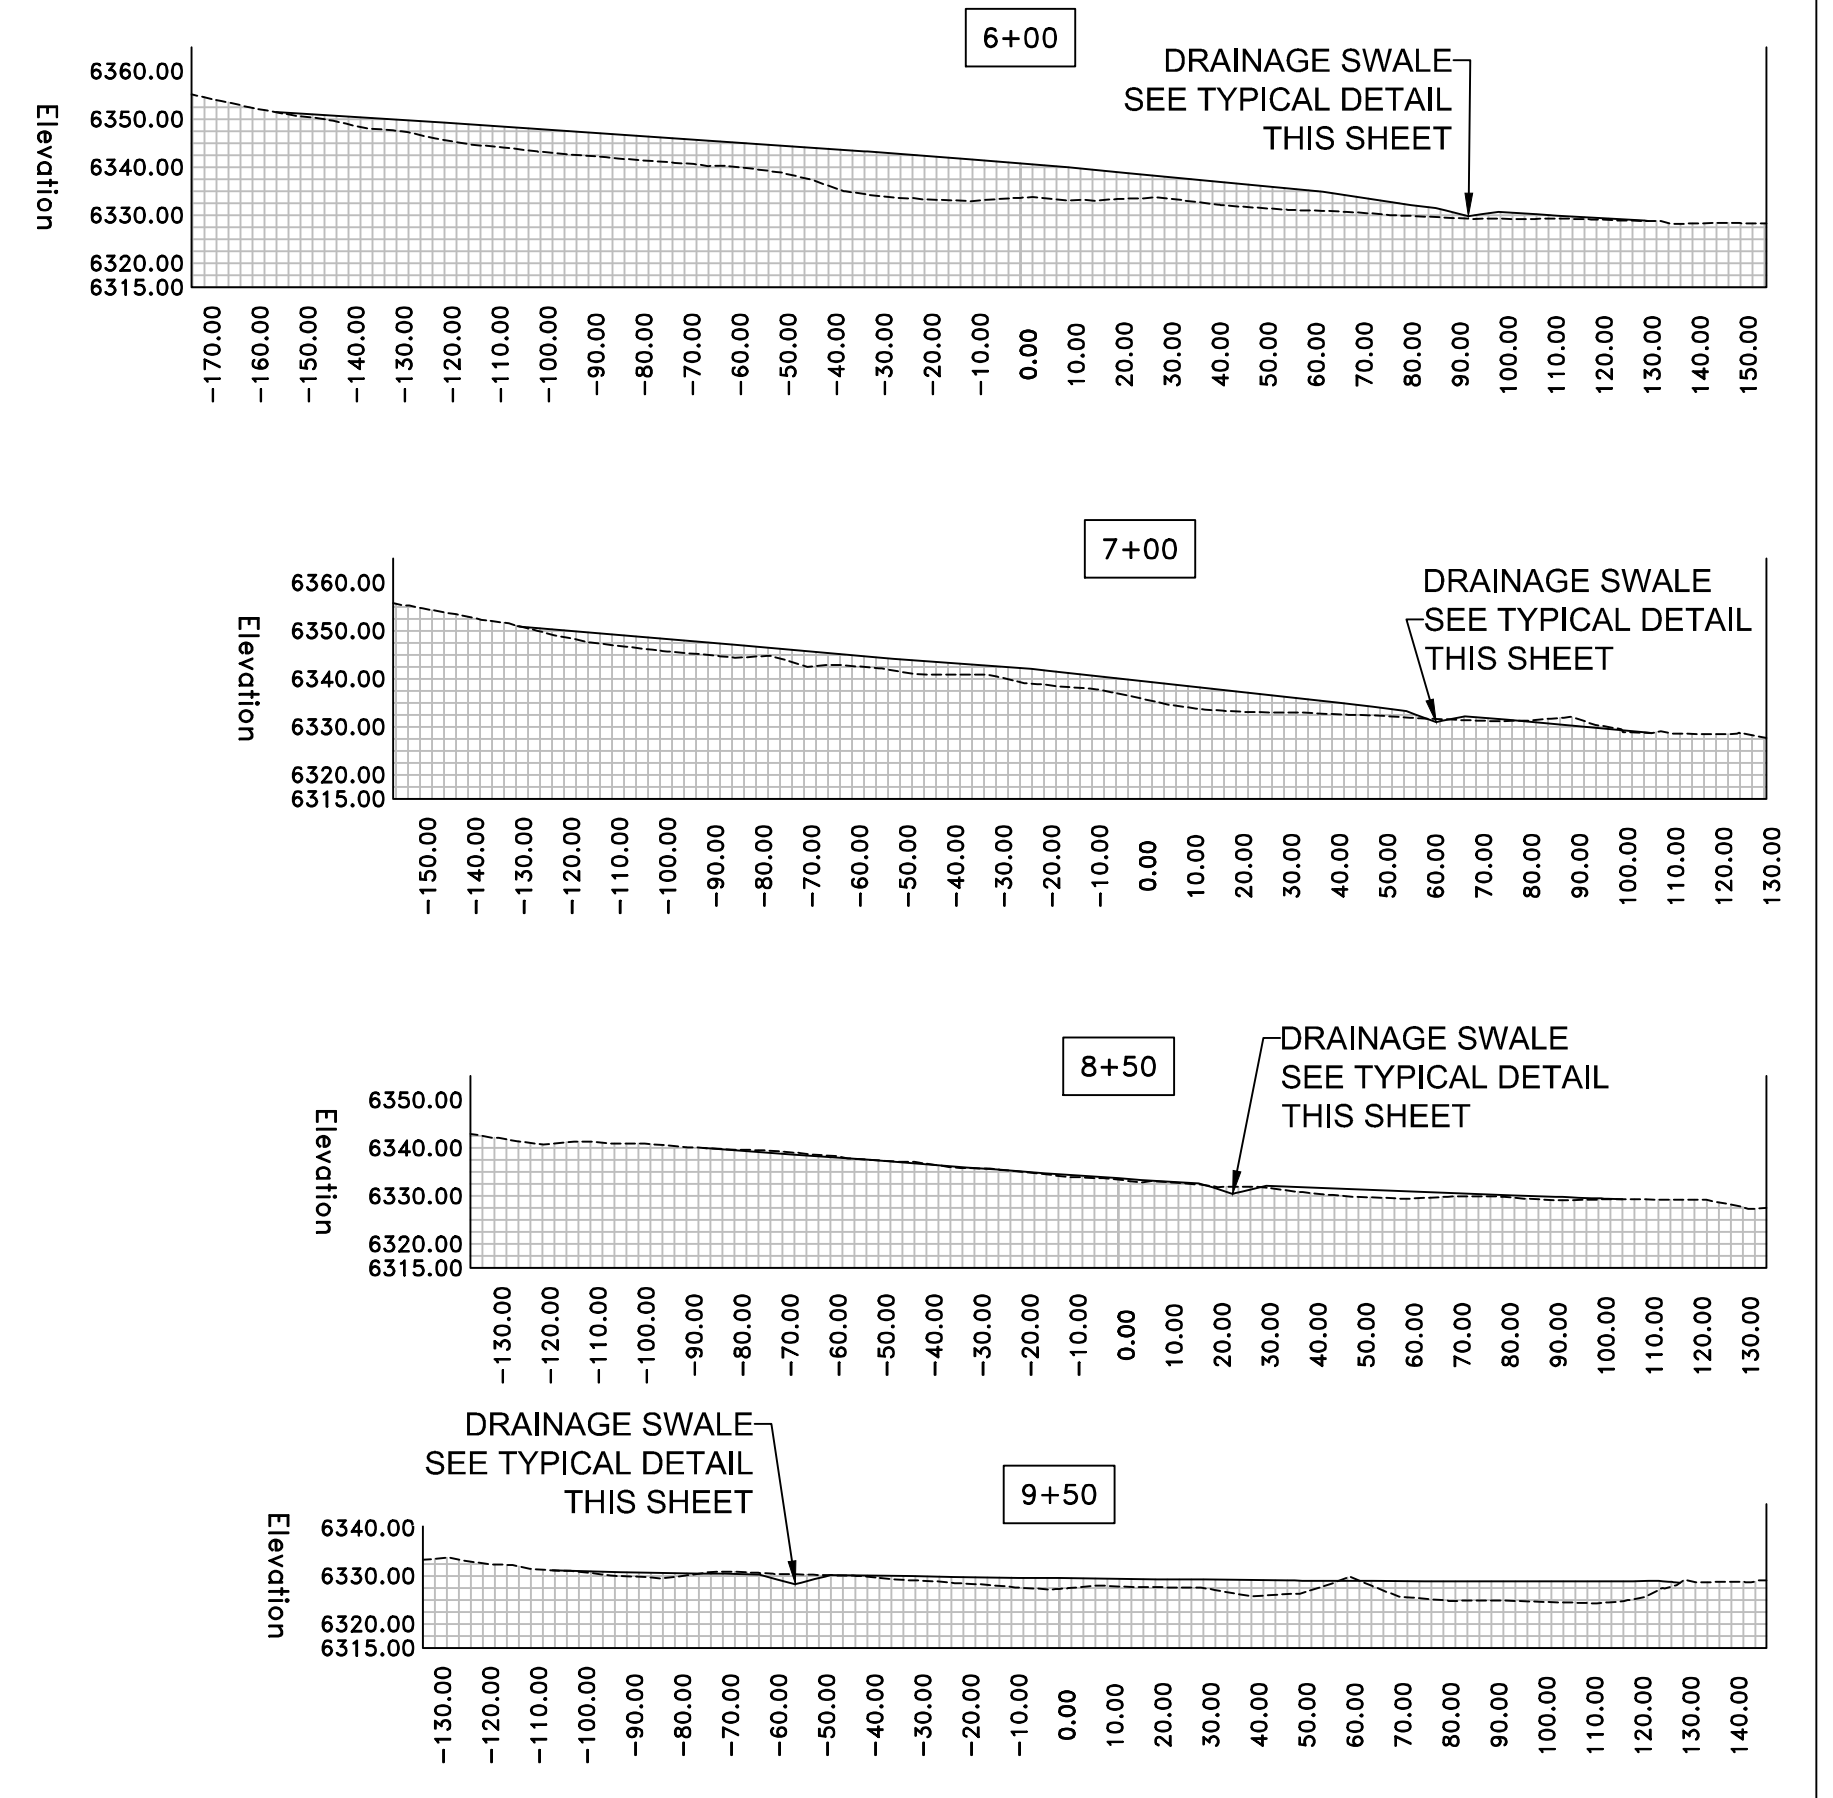 6+00
DRAINAGE SWALE
SEE TYPICAL DETAIL
THIS SHEET
Elevation
6360.00
6350.00
6340.00
6330.00
6320.00
6315.00
-170.00 -160.00 -150.00 -140.00 -130.00 -120.00 -110.00 -100.00 -90.00 -80.00 -70.00 -60.00 -50.00 -40.00 -30.00 -20.00 -10.00 0.00 10.00 20.00 30.00 40.00 50.00 60.00 70.00 80.00 90.00 100.00 110.00 120.00 130.00 140.00 150.00
7+00
DRAINAGE SWALE
SEE TYPICAL DETAIL
THIS SHEET
Elevation
6360.00
6350.00
6340.00
6330.00
6320.00
6315.00
-150.00 -140.00 -130.00 -120.00 -110.00 -100.00 -90.00 -80.00 -70.00 -60.00 -50.00 -40.00 -30.00 -20.00 -10.00 0.00 10.00 20.00 30.00 40.00 50.00 60.00 70.00 80.00 90.00 100.00 110.00 120.00 130.00
8+50
DRAINAGE SWALE
SEE TYPICAL DETAIL
THIS SHEET
Elevation
6350.00
6340.00
6330.00
6320.00
6315.00
-130.00 -120.00 -110.00 -100.00 -90.00 -80.00 -70.00 -60.00 -50.00 -40.00 -30.00 -20.00 -10.00 0.00 10.00 20.00 30.00 40.00 50.00 60.00 70.00 80.00 90.00 100.00 110.00 120.00 130.00
DRAINAGE SWALE
SEE TYPICAL DETAIL
THIS SHEET
9+50
Elevation
6340.00
6330.00
6320.00
6315.00
-130.00 -120.00 -110.00 -100.00 -90.00 -80.00 -70.00 -60.00 -50.00 -40.00 -30.00 -20.00 -10.00 0.00 10.00 20.00 30.00 40.00 50.00 60.00 70.00 80.00 90.00 100.00 110.00 120.00 130.00 140.00